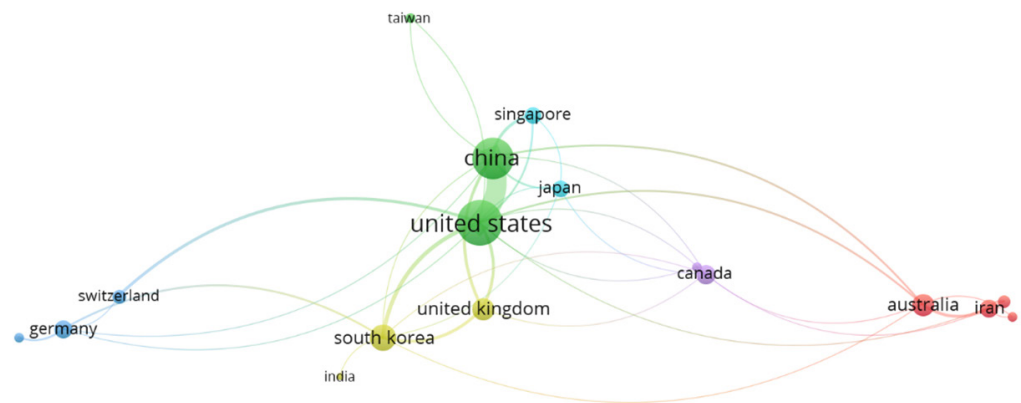 taiwan
singapore
china
japan
united states
canada
switzerland
australia
iran
united kingdom
germany
south korea
india